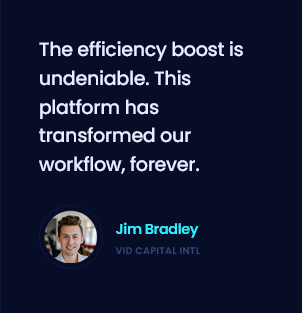 The efficiency boost is
undeniable. This
platform has
transformed our
workflow, forever.
Jim Bradley
VID CAPITAL INTL